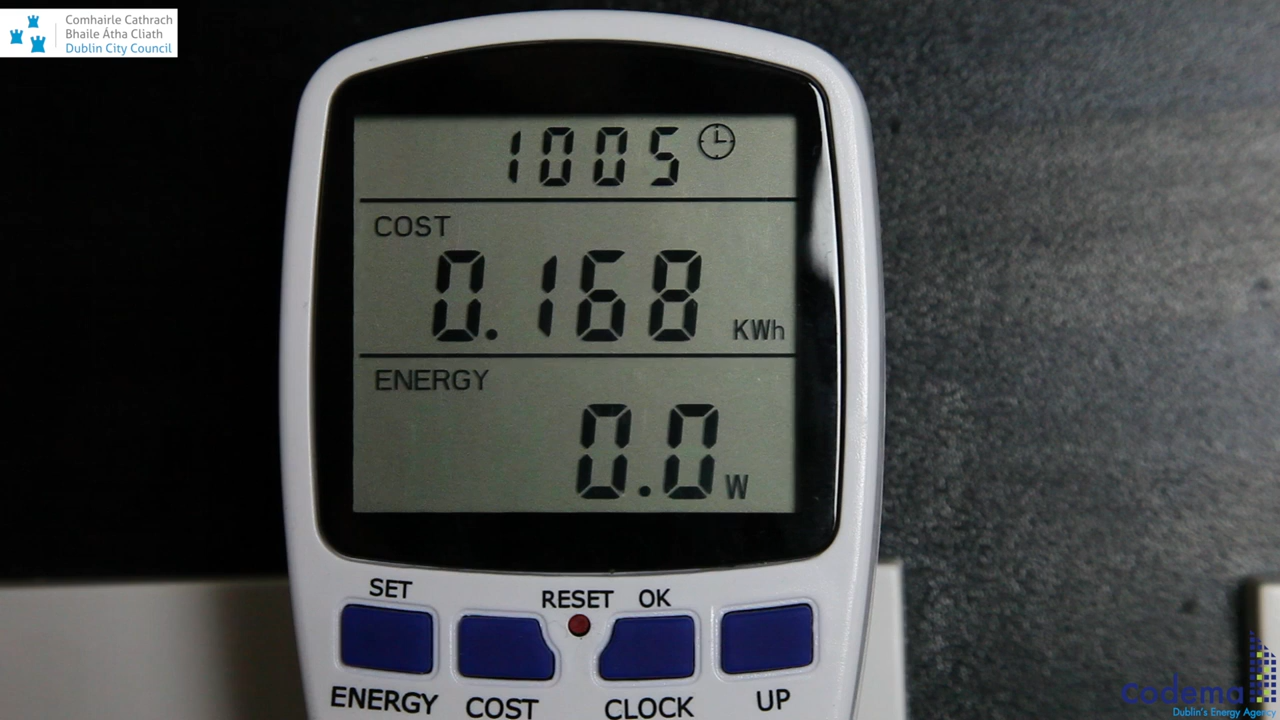 Comhairle Cathrach
Bhaile Átha Cliath
Dublin City Council
1005
COST
0.168 KWh
ENERGY
0.0 W
SET
RESET OK
ENERGY COST CLOCK UP
codema
Dublin's Energy Agency